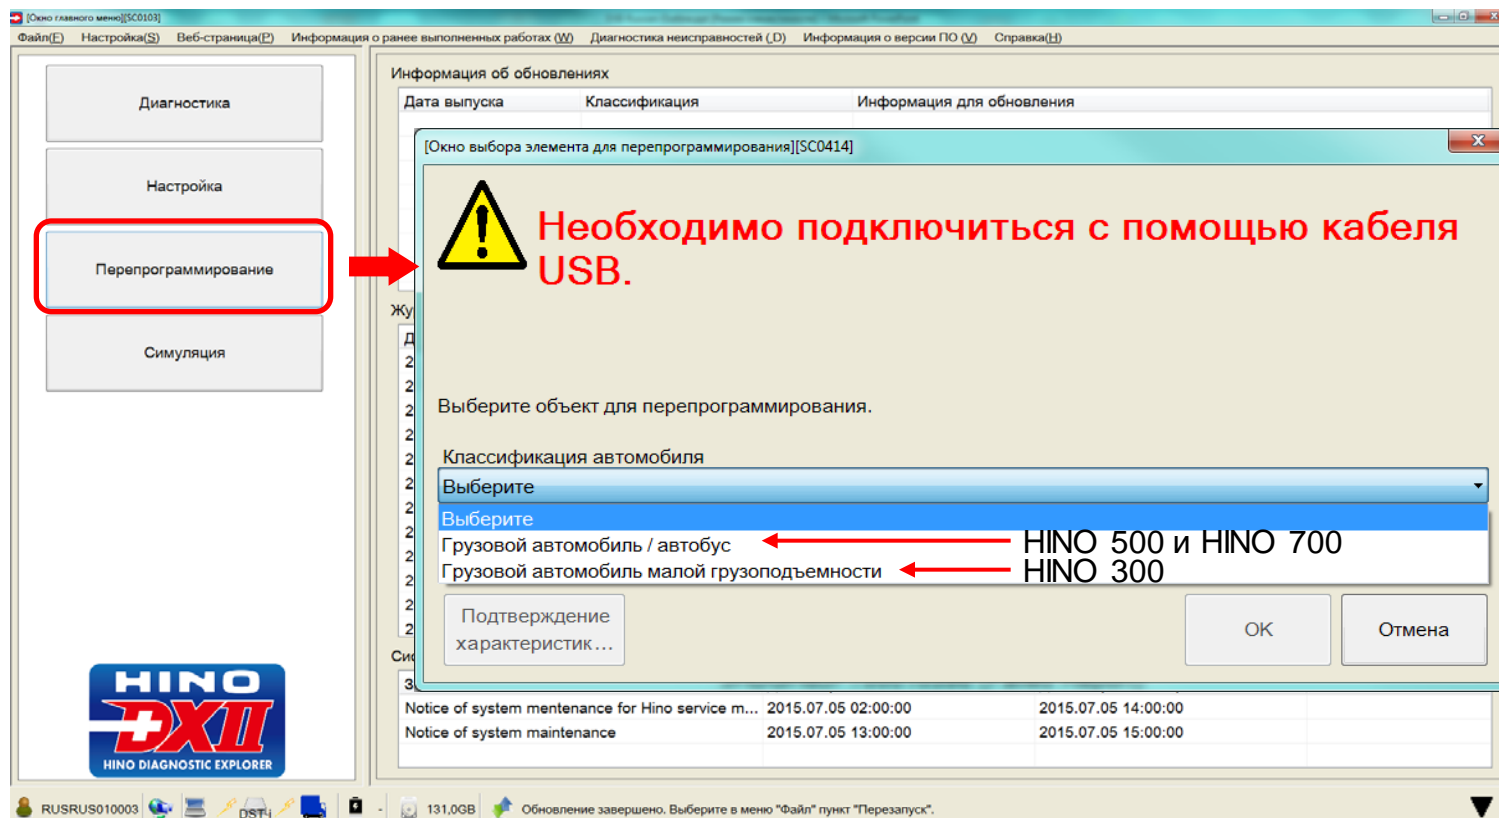 [Окно главного меню][SC0103]
Файл(F) Настройка(S) Веб-страница(P) Информация о ранее выполненных работах (W) Диагностика неисправностей (,D) Информация о версии ПО (V) Справка(H)
Диагностика
Настройка
Перепрограммирование
Симуляция
Информация об обновлениях
Дата выпуска Классификация Информация для обновления
[Окно выбора элемента для перепрограммирования][SC0414]
Необходимо подключиться с помощью кабеля
USB.
Выберите объект для перепрограммирования.
Классификация автомобиля
Выберите
Выберите
Грузовой автомобиль / автобус HINO 500 и HINO 700
Грузовой автомобиль малой грузоподъемности HINO 300
Подтверждение
характеристик...
OK
Отмена
Notice of system mentenance for Hino service m... 2015.07.05 02:00:00 2015.07.05 14:00:00
Notice of system maintenance 2015.07.05 13:00:00 2015.07.05 15:00:00
HINO
DXII
HINO DIAGNOSTIC EXPLORER
RUSRUS010003 DSTЧ - 131,0GB Обновление завершено. Выберите в меню "Файл" пункт "Перезапуск".